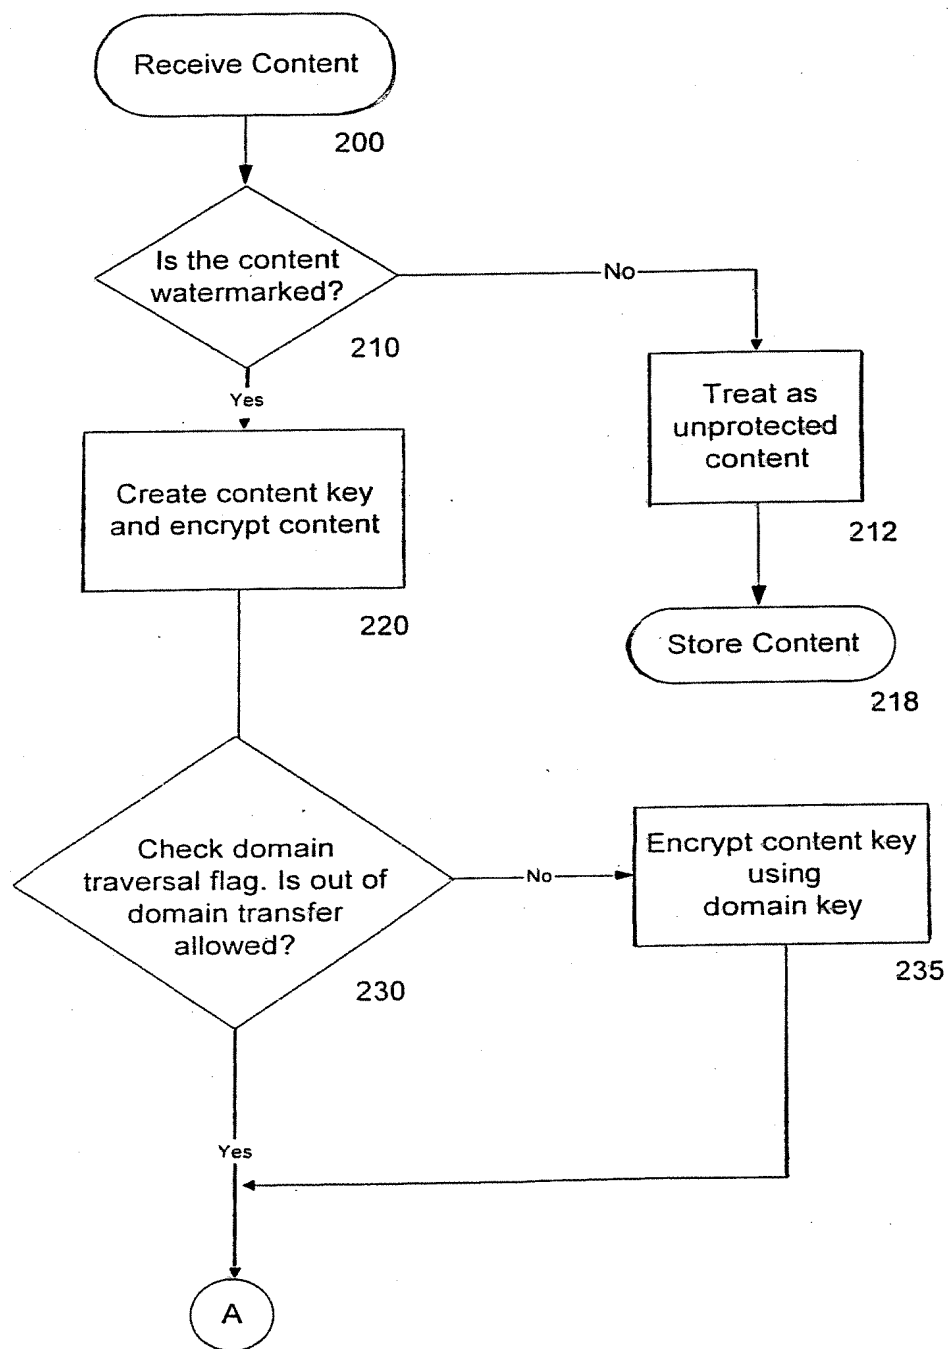 Receive Content
200
Is the content
watermarked?
210
No
Yes
Treat as
unprotected
content
212
Create content key
and encrypt content
220
Store Content
218
Check domain
traversal flag. Is out of
domain transfer
allowed?
230
No
Encrypt content key
using
domain key
235
Yes
A